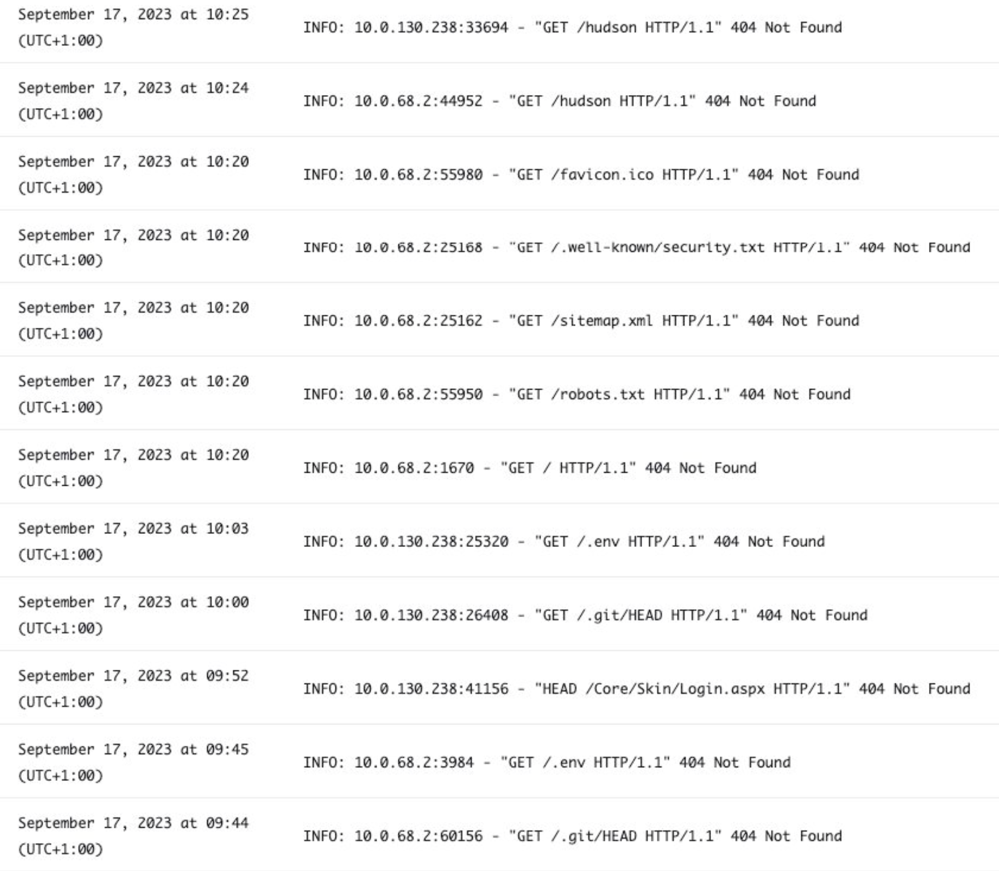 September 17, 2023 at 10:25
(UTC+1:00)
INFO: 10.0.130.238:33694 - "GET /hudson HTTP/1.1" 404 Not Found
September 17, 2023 at 10:24
(UTC+1:00)
INFO: 10.0.68.2:44952 - "GET /hudson HTTP/1.1" 404 Not Found
September 17, 2023 at 10:20
(UTC+1:00)
INFO: 10.0.68.2:55980 - "GET /favicon.ico HTTP/1.1" 404 Not Found
September 17, 2023 at 10:20
(UTC+1:00)
INFO: 10.0.68.2:25168 - "GET /.well-known/security.txt HTTP/1.1" 404 Not Found
September 17, 2023 at 10:20
(UTC+1:00)
INFO: 10.0.68.2:25162 - "GET /sitemap.xml HTTP/1.1" 404 Not Found
September 17, 2023 at 10:20
(UTC+1:00)
INFO: 10.0.68.2:55950 - "GET /robots.txt HTTP/1.1" 404 Not Found
September 17, 2023 at 10:20
(UTC+1:00)
INFO: 10.0.68.2:1670 - "GET / HTTP/1.1" 404 Not Found
September 17, 2023 at 10:03
(UTC+1:00)
INFO: 10.0.130.238:25320 - "GET /.env HTTP/1.1" 404 Not Found
September 17, 2023 at 10:00
(UTC+1:00)
INFO: 10.0.130.238:26408 - "GET /.git/HEAD HTTP/1.1" 404 Not Found
September 17, 2023 at 09:52
(UTC+1:00)
INFO: 10.0.130.238:41156 - "HEAD /Core/Skin/Login.aspx HTTP/1.1" 404 Not Found
September 17, 2023 at 09:45
(UTC+1:00)
INFO: 10.0.68.2:3984 - "GET /.env HTTP/1.1" 404 Not Found
September 17, 2023 at 09:44
(UTC+1:00)
INFO: 10.0.68.2:60156 - "GET /.git/HEAD HTTP/1.1" 404 Not Found